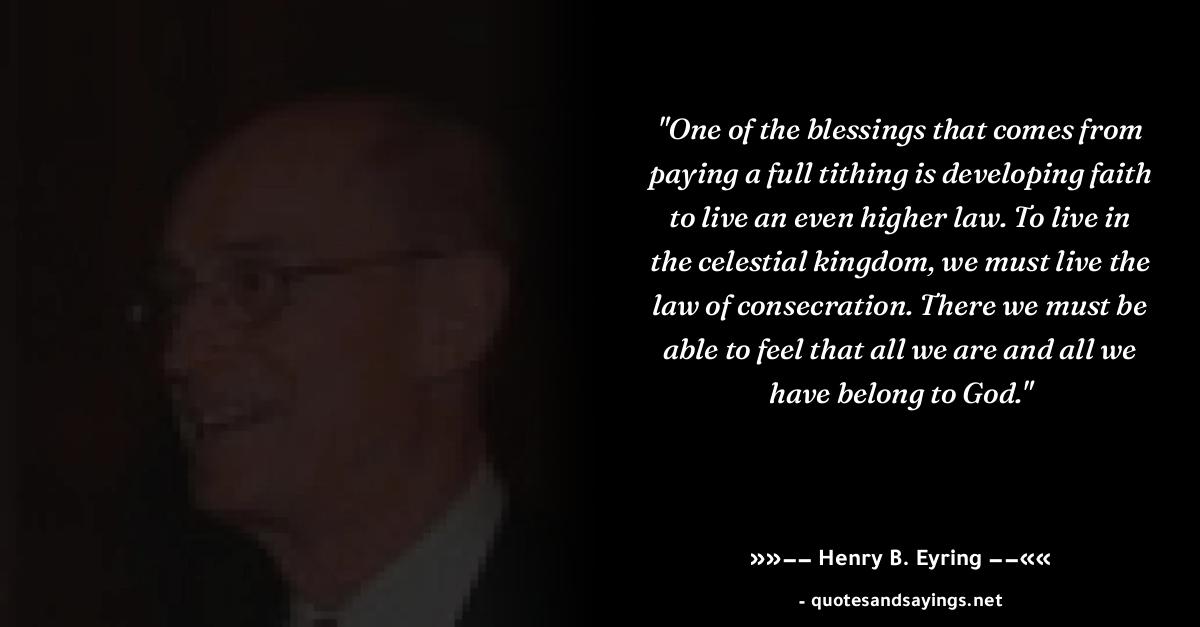 "One of the blessings that comes from
paying a full tithing is developing faith
to live an even higher law. To live in
the celestial kingdom, we must live the
law of consecration. There we must be
able to feel that all we are and all we
have belong to God."
»»−− Henry B. Eyring −−««
- quotesandsayings.net